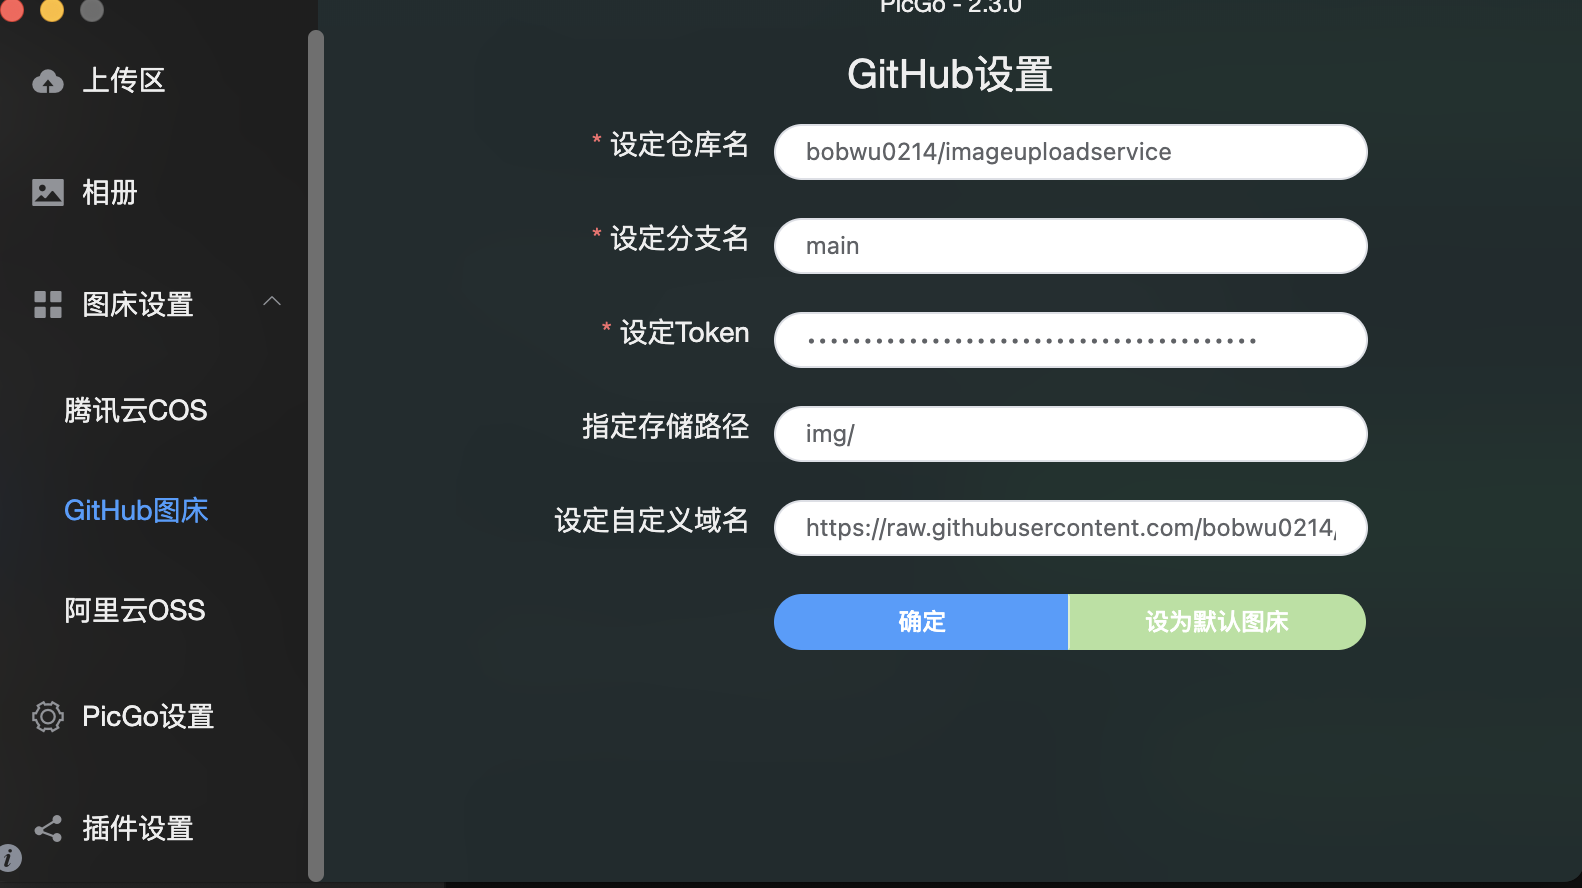 PicGo - 2.3.0
上传区
相册
图床设置
腾讯云COS
GitHub图床
阿里云OSS
PicGo设置
插件设置
GitHub设置
* 设定仓库名
bobwu0214/imageuploadservice
* 设定分支名
main
* 设定Token
••••••••••••••••••••••••••••••••••••••••
指定存储路径
img/
设定自定义域名
https://raw.githubusercontent.com/bobwu0214/
确定
设为默认图床